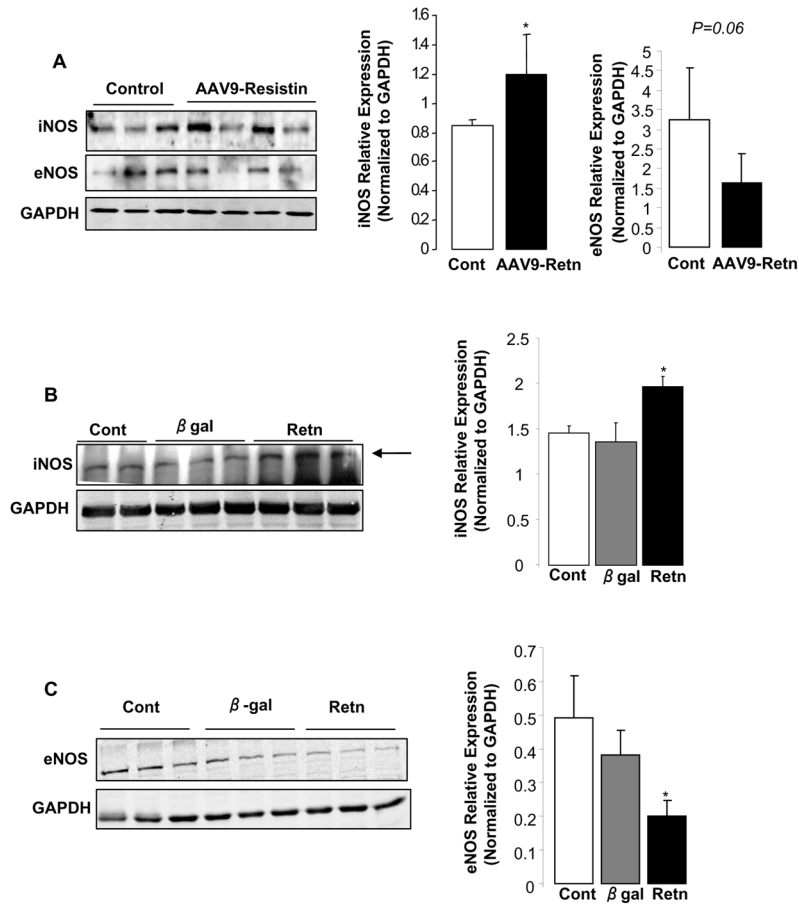 A
Control AAV9-Resistin
iNOS
eNOS
GAPDH
iNOS Relative Expression
(Normalized to GAPDH)
1.6
1.4
1.2
1
0.8
0.6
04
0.2
0
*
Cont AAV9-Retn
P=0.06
eNOS Relative Expression
(Normalized to GAPDH)
5
4.5
4
3.5
3
2.5
2
1.5
1
0.5
0
Cont AAV9-Retn
B
Cont β gal Retn
iNOS
GAPDH
iNOS Relative Expression
(Normalized to GAPDH)
2.5
2
1.5
1
0.5
0
*
Cont β gal Retn
C
Cont β-gal Retn
eNOS
GAPDH
eNOS Relative Expression
(Normalized to GAPDH)
0.7
0.6
0.5
0.4
0.3
0.2
0.1
0
*
Cont β gal Retn